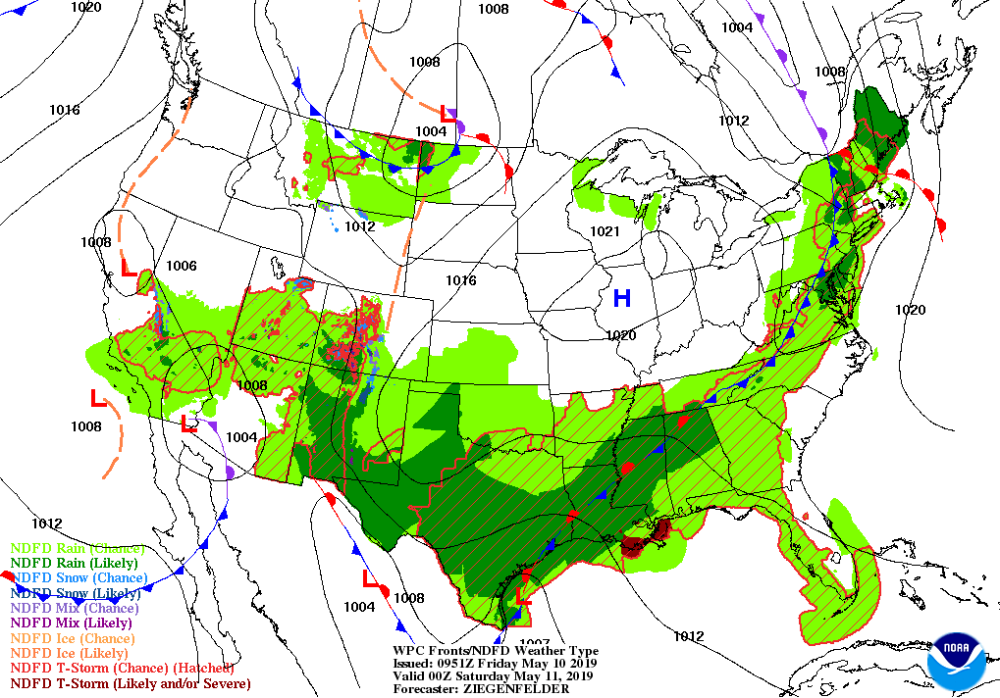 1020
1008
1004
1008
1008
1016
L
1004
1012
1012
1021
1008
L
1006
1016
H
1020
1020
1008
L
1008
L
1004
1012
NDFD Rain (Chance)
NDFD Rain (Likely)
NDFD Snow (Chance)
NDFD Snow (Likely)
NDFD Mix (Chance)
NDFD Mix (Likely)
NDFD Ice (Chance)
NDFD Ice (Likely)
NDFD T-Storm (Chance) (Hatched)
NDFD T-Storm (Likely and/or Severe)
L
1008
1004
L
1007
1012
WPC Fronts/NDFD Weather Type
Issued: 0951Z Friday May 10 2019
Valid 00Z Saturday May 11, 2019
Forecaster: ZIEGENFELDER
NOAA